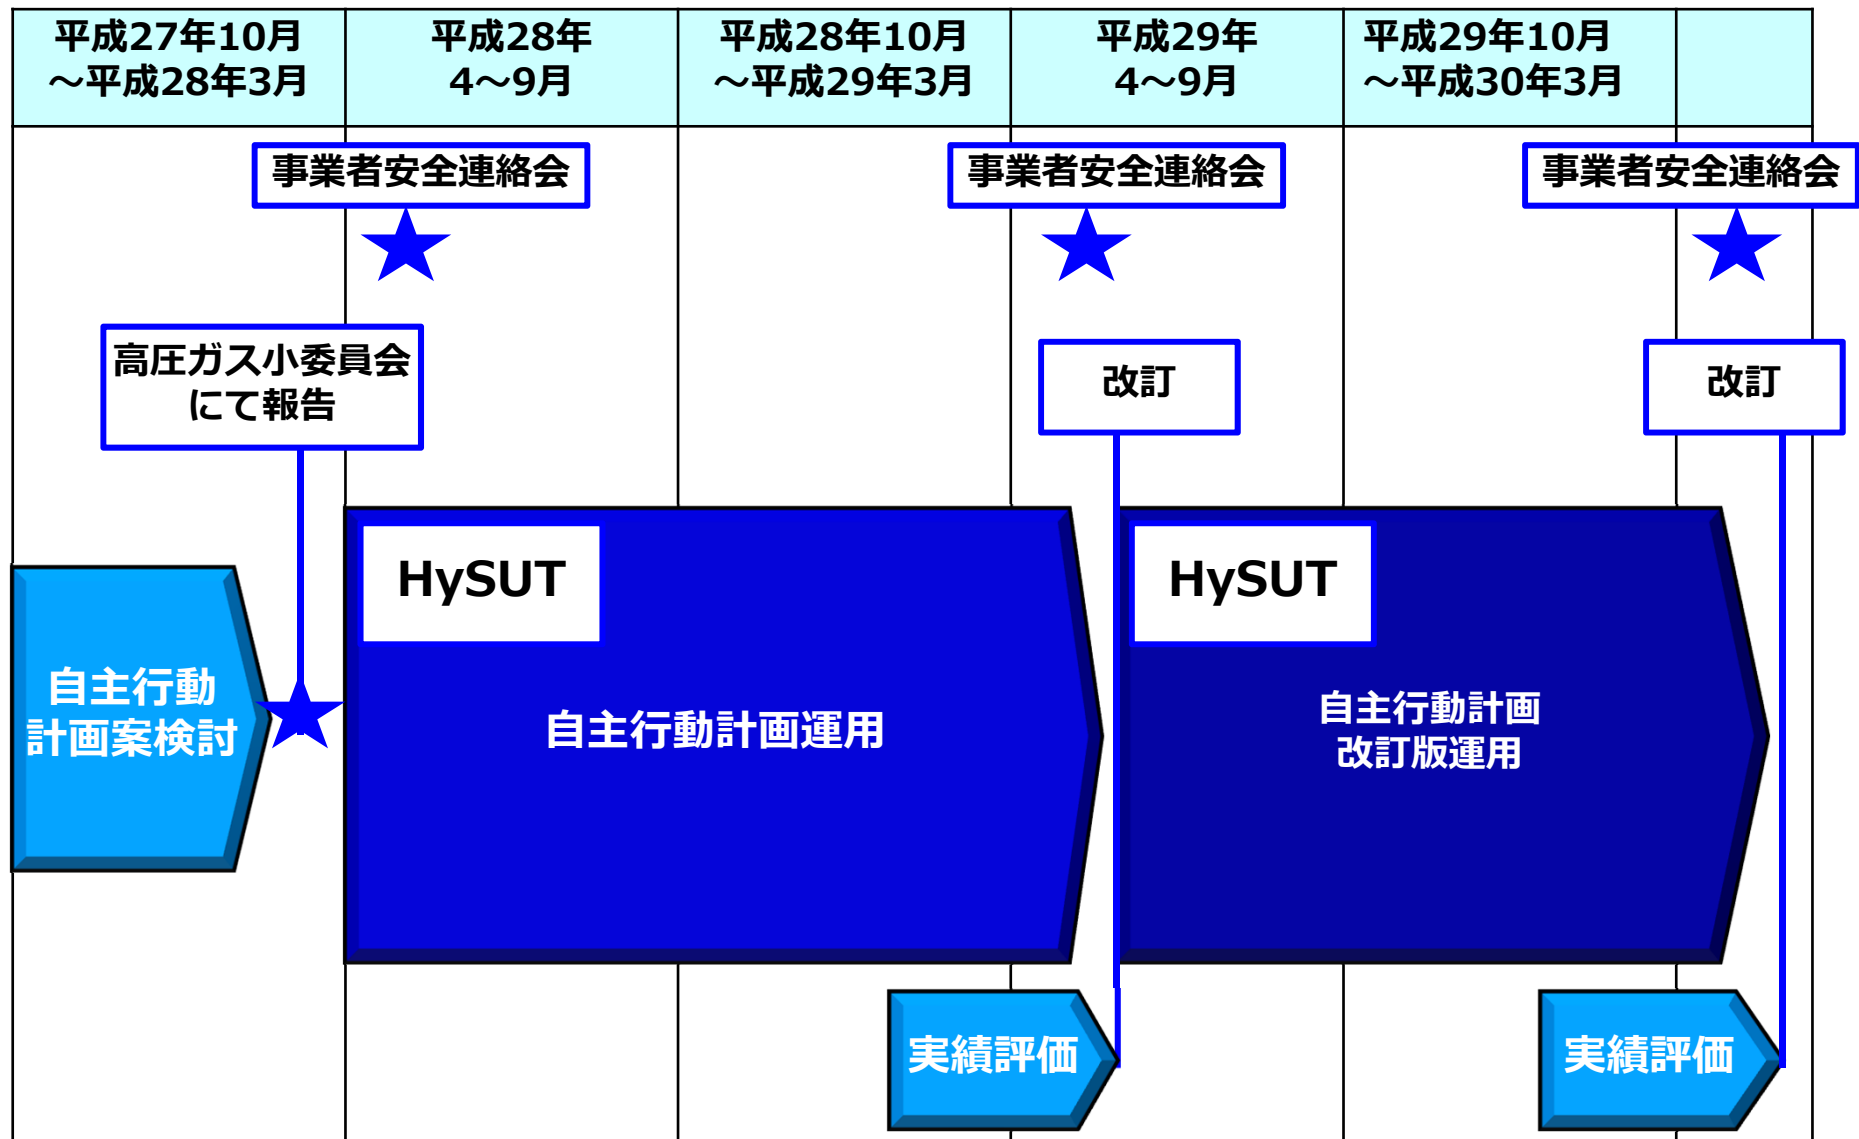 平成27年10月
～平成28年3月
平成28年
4～9月
平成28年10月
～平成29年3月
平成29年
4～9月
平成29年10月
～平成30年3月
事業者安全連絡会
事業者安全連絡会
事業者安全連絡会
高圧ガス小委員会
にて報告
改訂
改訂
HySUT
HySUT
自主行動
計画案検討
自主行動計画運用
自主行動計画
改訂版運用
実績評価
実績評価